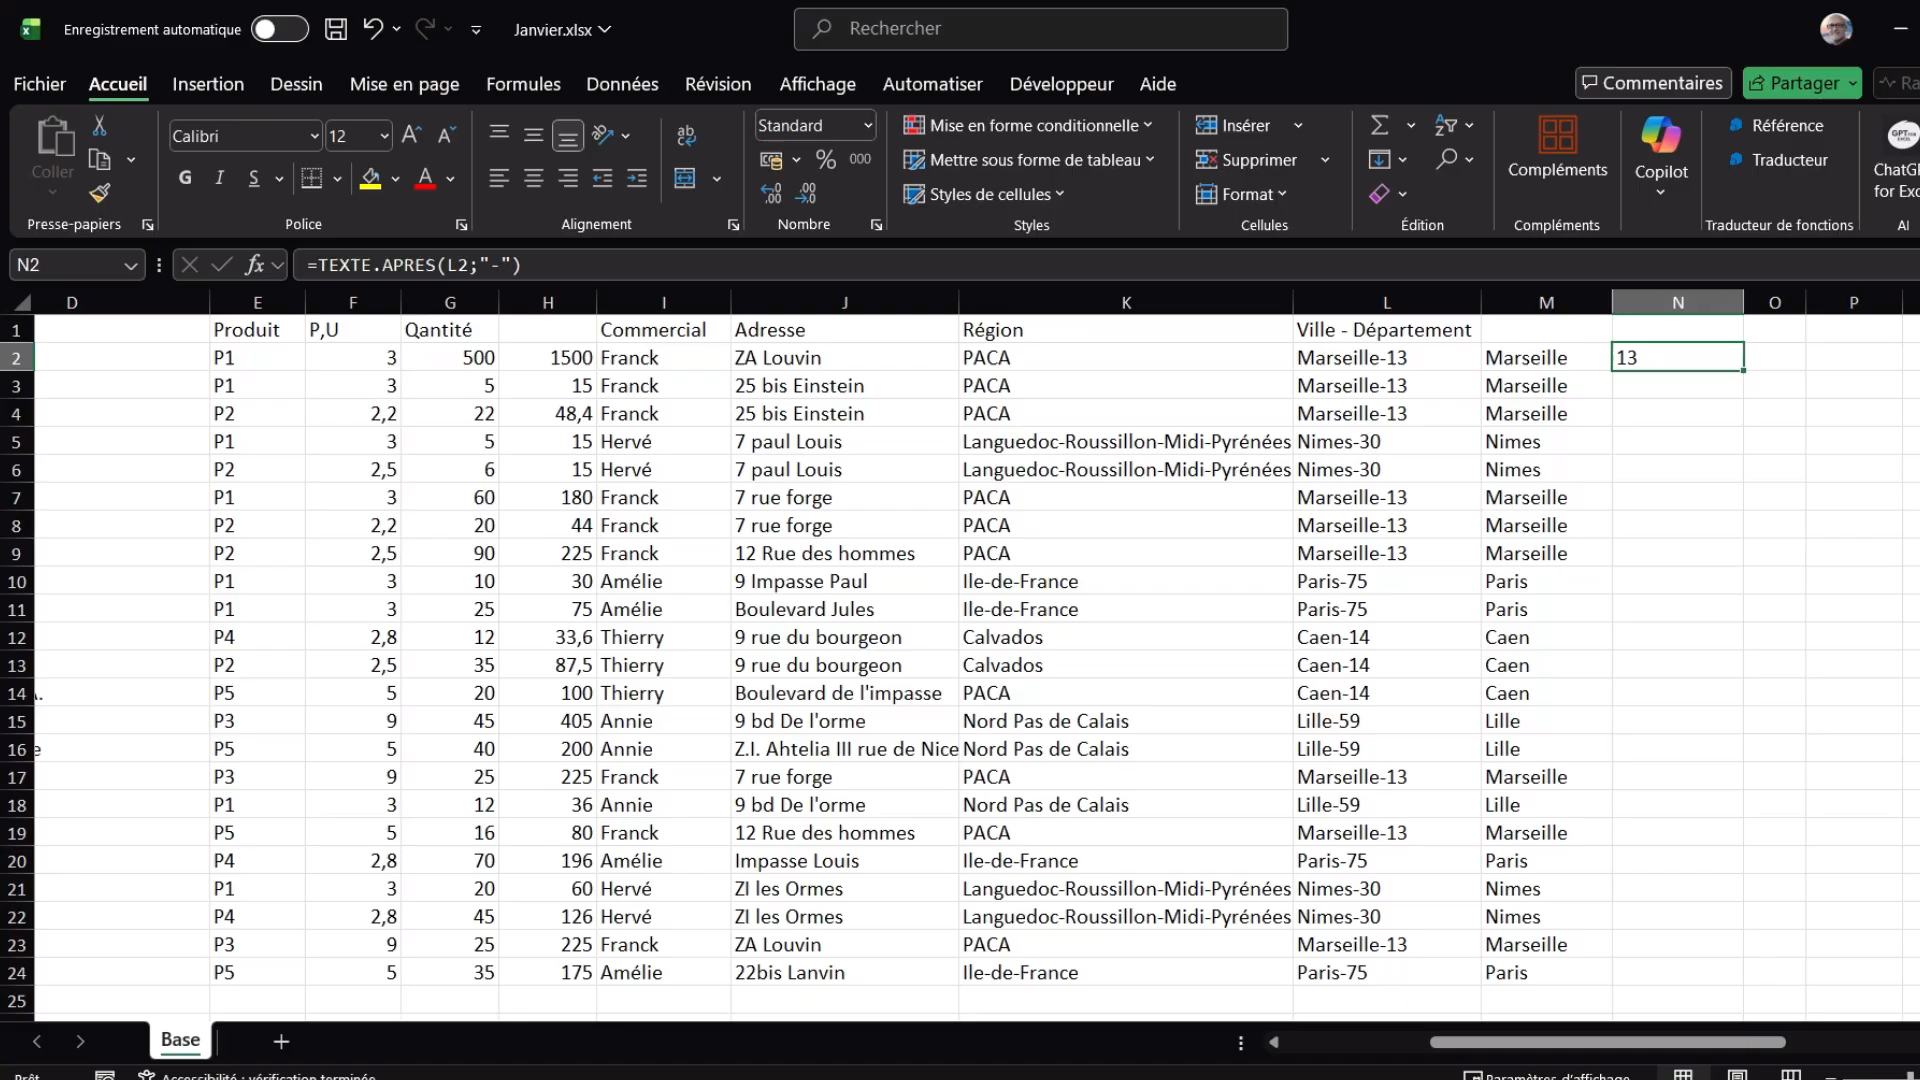 Enregistrement automatique Janvier.xlsx Rechercher
Fichier Accueil Insertion Dessin Mise en page Formules Données Révision Affichage Automatiser Développeur Aide Commentaires Partager
Coller Calibri 12 Standard Mise en forme conditionnelle Insérer Σ Référence
G I S % 000 Mettre sous forme de tableau Supprimer Compléments Copilot Traducteur
Styles de cellules Format for
Presse-papiers Police Alignement Nombre Styles Cellules Édition Compléments Traducteur de fonctions AI
N2 fx =TEXTE.APRES(L2;"-")
D E F G H I J K L M N O P
1 Produit P,U Qantité Commercial Adresse Région Ville - Département
2 P1 3 500 1500 Franck ZA Louvin PACA Marseille-13 Marseille 13
3 P1 3 5 15 Franck 25 bis Einstein PACA Marseille-13 Marseille
4 P2 2,2 22 48,4 Franck 25 bis Einstein PACA Marseille-13 Marseille
5 P1 3 5 15 Hervé 7 paul Louis Languedoc-Roussillon-Midi-Pyrénées Nimes-30 Nimes
6 P2 2,5 6 15 Hervé 7 paul Louis Languedoc-Roussillon-Midi-Pyrénées Nimes-30 Nimes
7 P1 3 60 180 Franck 7 rue forge PACA Marseille-13 Marseille
8 P2 2,2 20 44 Franck 7 rue forge PACA Marseille-13 Marseille
9 P2 2,5 90 225 Franck 12 Rue des hommes PACA Marseille-13 Marseille
10 P1 3 10 30 Amélie 9 Impasse Paul Ile-de-France Paris-75 Paris
11 P1 3 25 75 Amélie Boulevard Jules Ile-de-France Paris-75 Paris
12 P4 2,8 12 33,6 Thierry 9 rue du bourgeon Calvados Caen-14 Caen
13 P2 2,5 35 87,5 Thierry 9 rue du bourgeon Calvados Caen-14 Caen
14 P5 5 20 100 Thierry Boulevard de l'impasse PACA Caen-14 Caen
15 P3 9 45 405 Annie 9 bd De l'orme Nord Pas de Calais Lille-59 Lille
16 e P5 5 40 200 Annie Z.I. Ahtelia III rue de Nice Nord Pas de Calais Lille-59 Lille
17 P3 9 25 225 Franck 7 rue forge PACA Marseille-13 Marseille
18 P1 3 12 36 Annie 9 bd De l'orme Nord Pas de Calais Lille-59 Lille
19 P5 5 16 80 Franck 12 Rue des hommes PACA Marseille-13 Marseille
20 P4 2,8 70 196 Amélie Impasse Louis Ile-de-France Paris-75 Paris
21 P1 3 20 60 Hervé ZI les Ormes Languedoc-Roussillon-Midi-Pyrénées Nimes-30 Nimes
22 P4 2,8 45 126 Hervé ZI les Ormes Languedoc-Roussillon-Midi-Pyrénées Nimes-30 Nimes
23 P3 9 25 225 Franck ZA Louvin PACA Marseille-13 Marseille
24 P5 5 35 175 Amélie 22bis Lanvin Ile-de-France Paris-75 Paris
25
Base
Prêt Accessibilité : vérification terminée Paramètres d'affichage